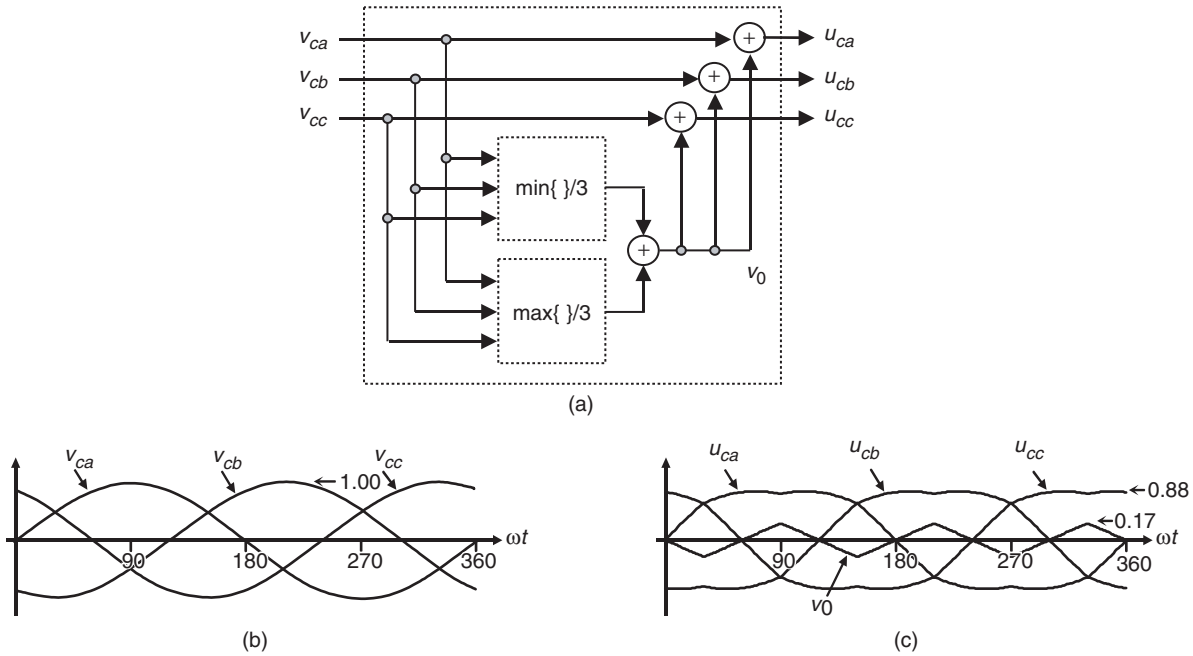 v_ca
+
u_ca
v_cb
+
u_cb
v_cc
+
u_cc
min{ }/3
+
v_0
max{ }/3
(a)
v_ca
v_cb
v_cc
1.00
ωt
90
180
270
360
(b)
u_ca
u_cb
u_cc
0.88
0.17
ωt
90
180
270
360
v0
(c)